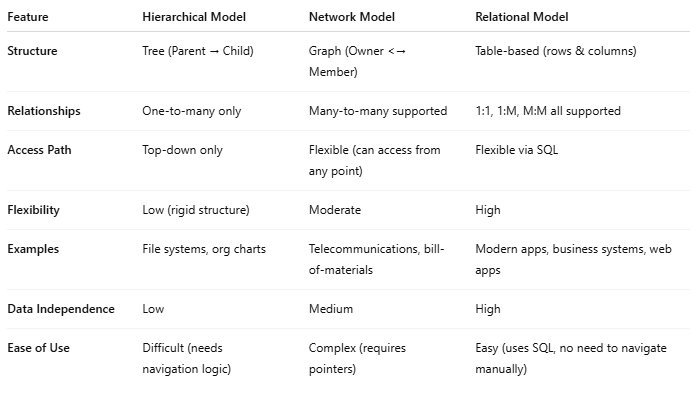 Feature Hierarchical Model Network Model Relational Model
Structure Tree (Parent → Child) Graph (Owner <→ Table-based (rows & columns)
Member)
Relationships One-to-many only Many-to-many supported 1:1, 1:M, M:M all supported
Access Path Top-down only Flexible (can access from Flexible via SQL
any point)
Flexibility Low (rigid structure) Moderate High
Examples File systems, org charts Telecommunications, bill- Modern apps, business systems, web
of-materials apps
Data Independence Low Medium High
Ease of Use Difficult (needs Complex (requires Easy (uses SQL, no need to navigate
navigation logic) pointers) manually)